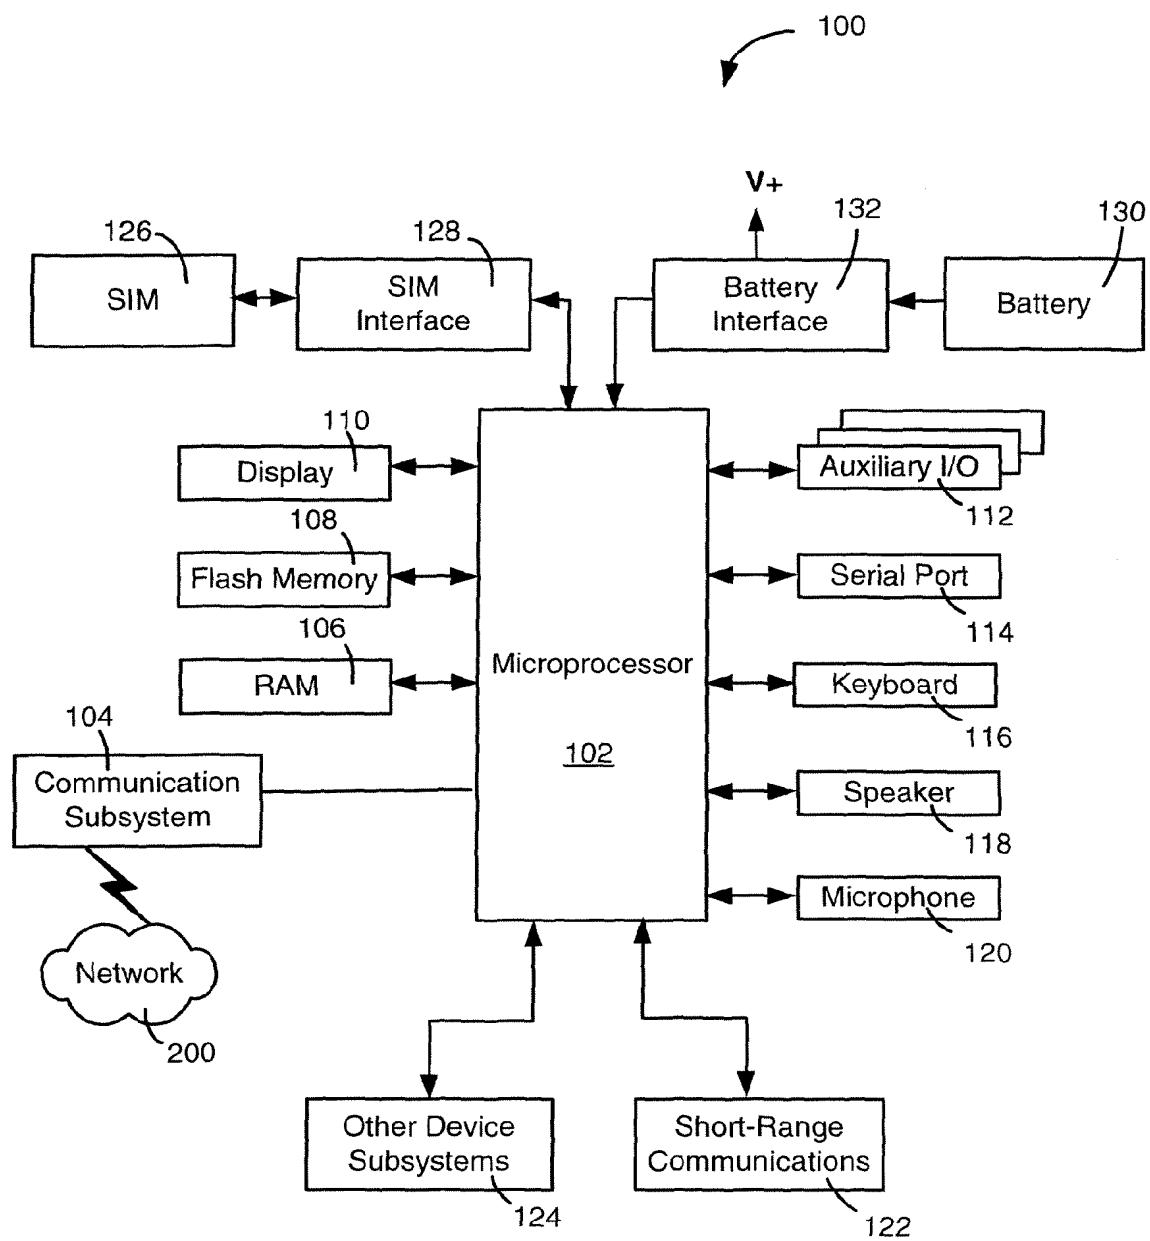 100
V+
126
128
132
130
SIM
SIM
Interface
Battery
Interface
Battery
110
Display
Auxiliary I/O
112
108
Flash Memory
Serial Port
114
106
RAM
Microprocessor
102
Keyboard
116
104
Communication
Subsystem
Speaker
118
Microphone
120
Network
200
Other Device
Subsystems
124
Short-Range
Communications
122